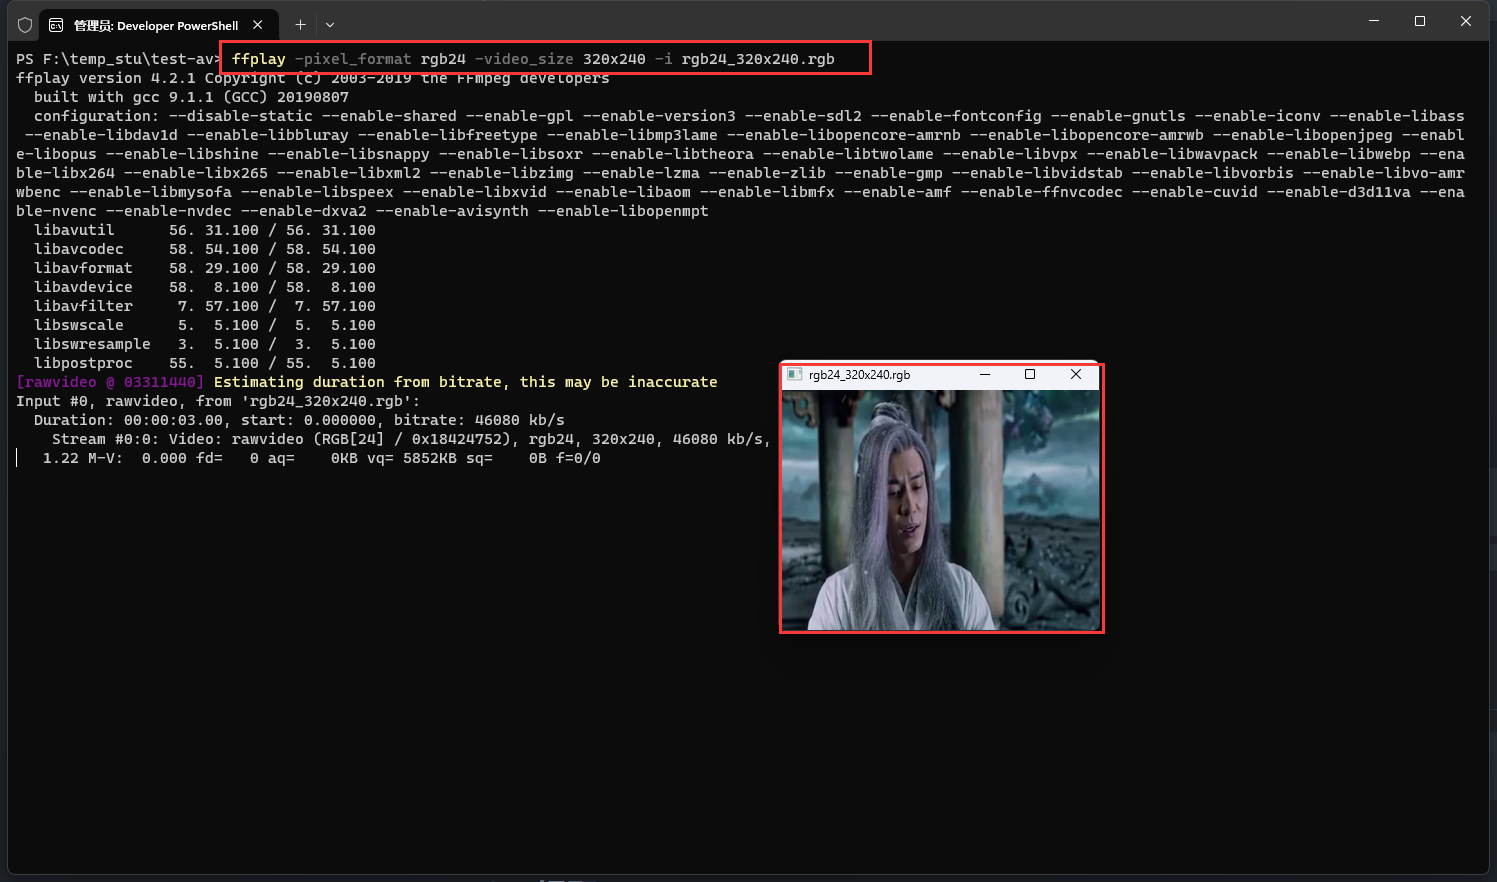 管理员: Developer PowerShell
PS F:\temp_stu\test-av> ffplay -pixel_format rgb24 -video_size 320x240 -i rgb24_320x240.rgb
ffplay version 4.2.1 Copyright (c) 2003-2019 the FFmpeg developers
  built with gcc 9.1.1 (GCC) 20190807
  configuration: --disable-static --enable-shared --enable-gpl --enable-version3 --enable-sdl2 --enable-fontconfig --enable-gnutls --enable-iconv --enable-libass
 --enable-libdav1d --enable-libbluray --enable-libfreetype --enable-libmp3lame --enable-libopencore-amrnb --enable-libopencore-amrwb --enable-libopenjpeg --enabl
e-libopus --enable-libshine --enable-libsnappy --enable-libsoxr --enable-libtheora --enable-libtwolame --enable-libvpx --enable-libwavpack --enable-libwebp --ena
ble-libx264 --enable-libx265 --enable-libxml2 --enable-libzimg --enable-lzma --enable-zlib --enable-gmp --enable-libvidstab --enable-libvorbis --enable-libvo-amr
wbenc --enable-libmysofa --enable-libspeex --enable-libxvid --enable-libaom --enable-libmfx --enable-amf --enable-ffnvcodec --enable-cuvid --enable-d3d11va --ena
ble-nvenc --enable-nvdec --enable-dxva2 --enable-avisynth --enable-libopenmpt
  libavutil      56. 31.100 / 56. 31.100
  libavcodec     58. 54.100 / 58. 54.100
  libavformat    58. 29.100 / 58. 29.100
  libavdevice    58.  8.100 / 58.  8.100
  libavfilter     7. 57.100 /  7. 57.100
  libswscale      5.  5.100 /  5.  5.100
  libswresample   3.  5.100 /  3.  5.100
  libpostproc    55.  5.100 / 55.  5.100
[rawvideo @ 03311440] Estimating duration from bitrate, this may be inaccurate
Input #0, rawvideo, from 'rgb24_320x240.rgb':
  Duration: 00:00:03.00, start: 0.000000, bitrate: 46080 kb/s
    Stream #0:0: Video: rawvideo (RGB[24] / 0x18424752), rgb24, 320x240, 46080 kb/s,
   1.22 M-V:  0.000 fd=   0 aq=    0KB vq= 5852KB sq=    0B f=0/0
rgb24_320x240.rgb